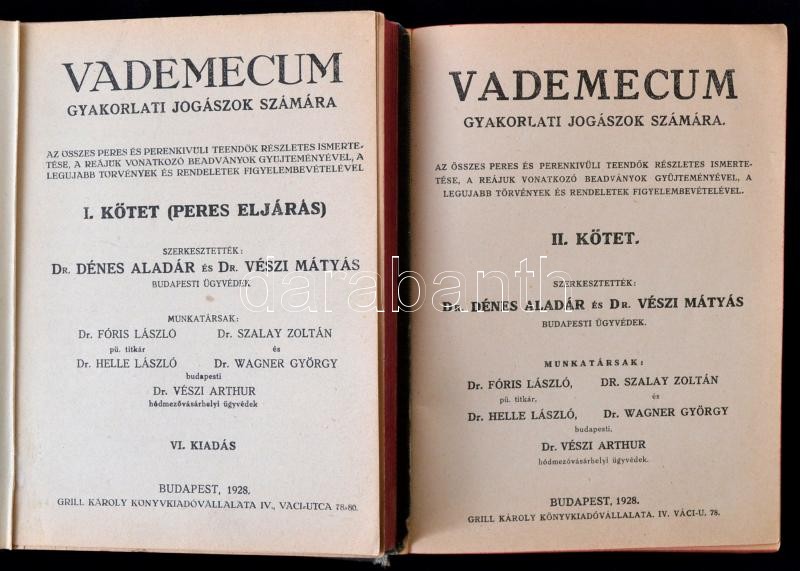 VADEMECUM
GYAKORLATI JOGÁSZOK SZÁMÁRA
AZ ÖSSZES PERES ÉS PERENKIVÜLI TEENDŐK RÉSZLETES ISMERTE-
TÉSE, A REÁJUK VONATKOZÓ BEADVÁNYOK GYÜJTEMÉNYÉVEL, A
LEGUJABB TÖRVÉNYEK ÉS RENDELETEK FIGYELEMBEVÉTELÉVEL
I. KÖTET (PERES ELJÁRÁS)
SZERKESZTETTÉK:
DR. DÉNES ALADÁR ÉS DR. VÉSZI MÁTYÁS
BUDAPESTI ÜGYVÉDEK
MUNKATÁRSAK:
Dr. FÓRIS LÁSZLÓ Dr. SZALAY ZOLTÁN
pü. titkár és
Dr. HELLE LÁSZLÓ Dr. WAGNER GYÖRGY
budapesti
Dr. VÉSZI ARTHUR
hódmezővásárhelyi ügyvédek
VI. KIADÁS
BUDAPEST, 1928.
GRILL KÁROLY KÖNYVKIADÓVÁLLALATA IV., VÁCI-UTCA 78-80.
VADEMECUM
GYAKORLATI JOGÁSZOK SZÁMÁRA.
AZ ÖSSZES PERES ÉS PERENKIVÜLI TEENDŐK RÉSZLETES ISMERTE-
TÉSE, A REÁJUK VONATKOZÓ BEADVÁNYOK GYÜJTEMÉNYÉVEL, A
LEGUJABB TÖRVÉNYEK ÉS RENDELETEK FIGYELEMBEVÉTELÉVEL.
II. KÖTET.
SZERKESZTETTÉK:
DR. DÉNES ALADÁR ÉS DR. VÉSZI MÁTYÁS
BUDAPESTI ÜGYVÉDEK.
MUNKATÁRSAK:
Dr. FÓRIS LÁSZLÓ, DR. SZALAY ZOLTÁN
pü. titkár, és
Dr. HELLE LÁSZLÓ, Dr. WAGNER GYÖRGY
budapesti,
Dr. VÉSZI ARTHUR
hódmezővásárhelyi ügyvédek.
BUDAPEST, 1928.
GRILL KÁROLY KÖNYVKIADÓVÁLLALATA. IV. VÁCI-U. 78.
darabanth